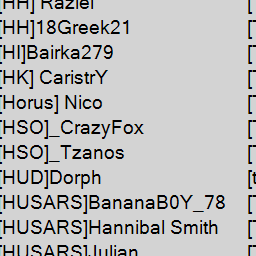 [HH] Raziel [
[HH]18Greek21 [
[HI]Bairka279 [
[HK] CaristrY [
[Horus] Nico [
[HSO]_CrazyFox [
[HSO]_Tzanos [
[HUD]Dorph [t
[HUSARS]BananaB0Y_78 [
[HUSARS]Hannibal Smith [
[HUSARS]Julian [